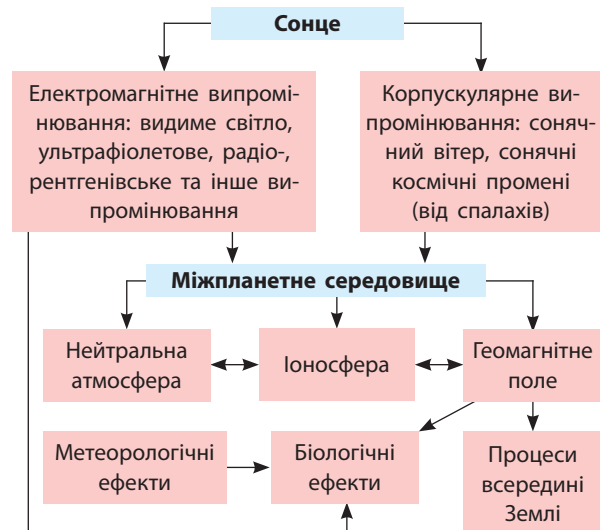 Сонце
Електромагнітне випромі-
нювання: видиме світло,
ультрафіолетове, радіо-,
рентгенівське та інше ви-
промінювання
Корпускулярне ви-
промінювання: соняч-
ний вітер, сонячні
космічні промені
(від спалахів)
Міжпланетне середовище
Нейтральна
атмосфера
Іоносфера
Геомагнітне
поле
Метеорологічні
ефекти
Біологічні
ефекти
Процеси
всередині
Землі